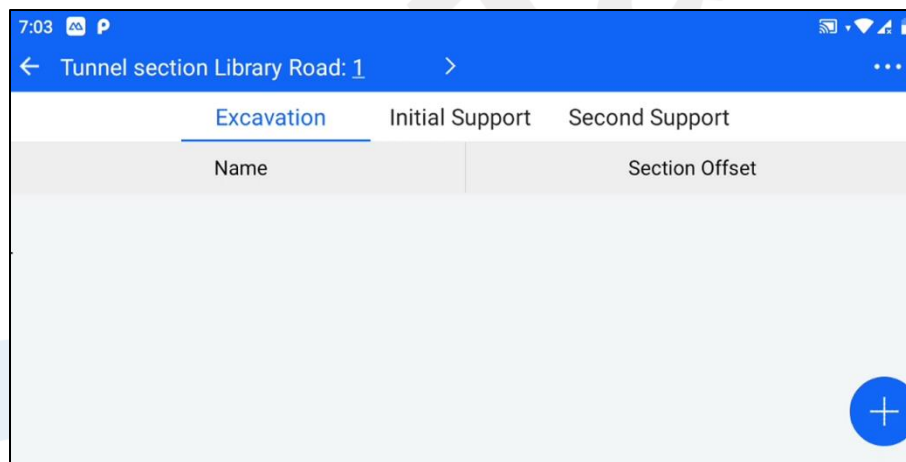 7:03
Tunnel section Library Road: 1
Excavation Initial Support Second Support
Name Section Offset